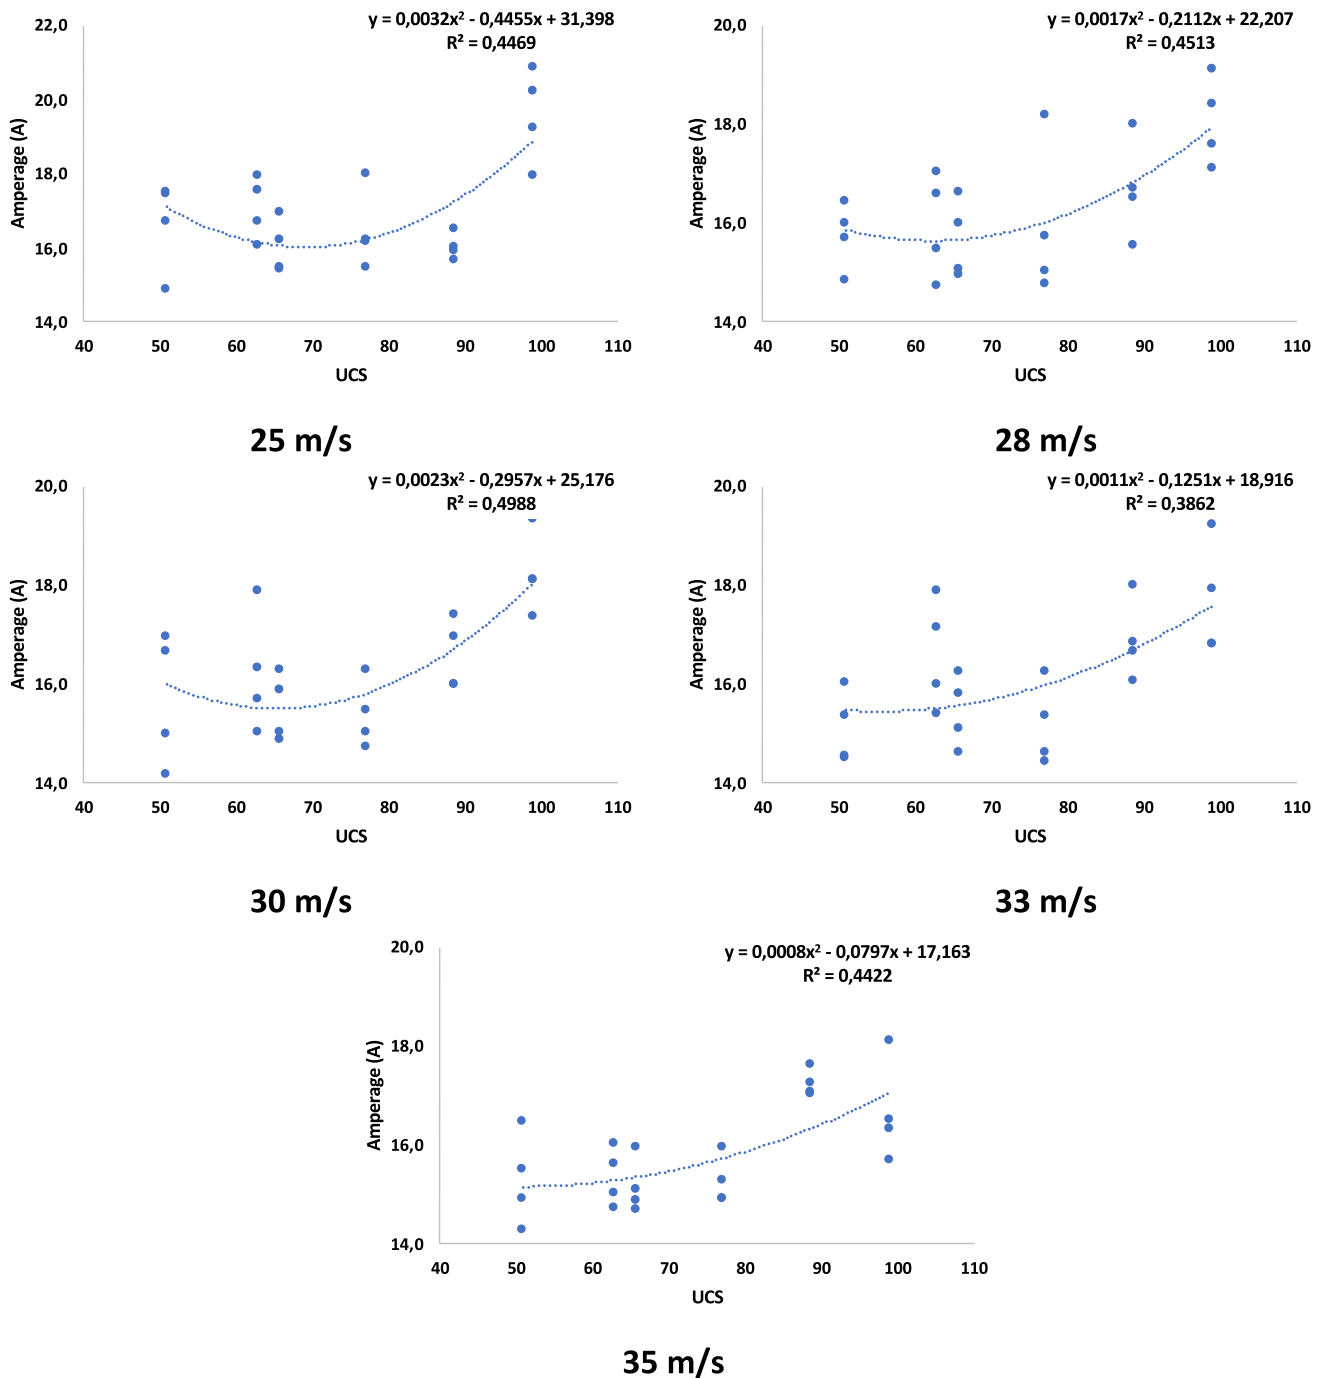 y = 0,0032x² - 0,4455x + 31,398
R² = 0,4469
22,0
20,0
18,0
16,0
14,0
Amperage (A)
40 50 60 70 80 90 100 110
UCS
25 m/s
y = 0,0017x² - 0,2112x + 22,207
R² = 0,4513
20,0
18,0
16,0
14,0
Amperage (A)
40 50 60 70 80 90 100 110
UCS
28 m/s
y = 0,0023x² - 0,2957x + 25,176
R² = 0,4988
20,0
18,0
16,0
14,0
Amperage (A)
40 50 60 70 80 90 100 110
UCS
30 m/s
y = 0,0011x² - 0,1251x + 18,916
R² = 0,3862
20,0
18,0
16,0
14,0
Amperage (A)
40 50 60 70 80 90 100 110
UCS
33 m/s
y = 0,0008x² - 0,0797x + 17,163
R² = 0,4422
20,0
18,0
16,0
14,0
Amperage (A)
40 50 60 70 80 90 100 110
UCS
35 m/s